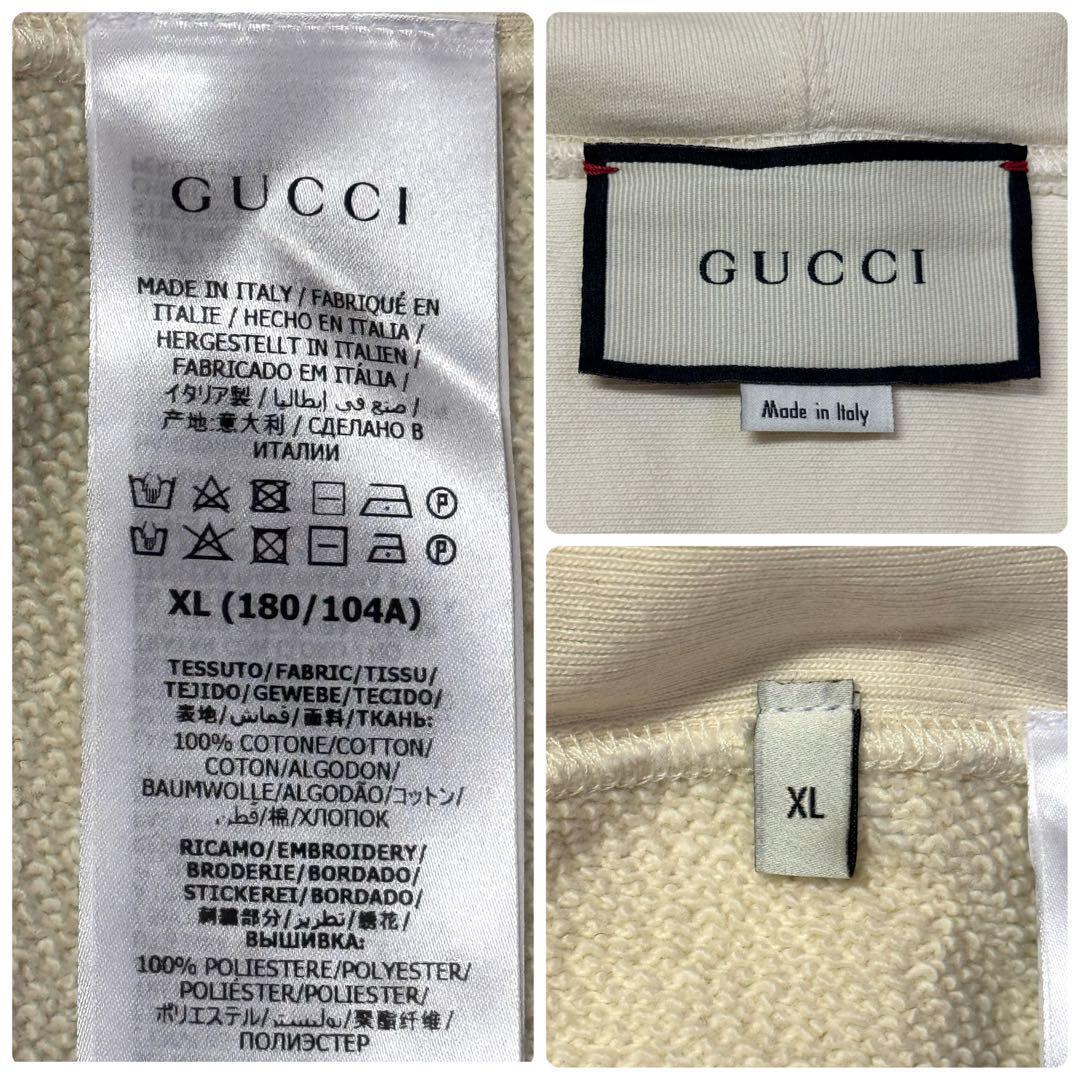 GUCCI
MADE IN ITALY / FABRIQUÉ EN
ITALIE / HECHO EN ITALIA /
HERGESTELLT IN ITALIEN /
FABRICADO EM ITÁLIA /
イタリア製 / صنع في إيطاليا /
产地:意大利 / СДЕЛАНО В
ИТАЛИИ
P
P
XL (180/104A)
TESSUTO/FABRIC/TISSU/
TEJIDO/GEWEBE/TECIDO/
表地/قماش/面料/ТКАНЬ:
100% COTONE/COTTON/
COTON/ALGODON/
BAUMWOLLE/ALGODÃO/コットン/
قطن/棉/ХЛОПОК
RICAMO/EMBROIDERY/
BRODERIE/BORDADO/
STICKEREI/BORDADO/
刺繍部分/تطريز/绣花/
ВЫШИВКА:
100% POLIESTERE/POLYESTER/
POLIESTER/POLIESTER/
ポリエステル/بوليستر/聚酯纤维/
ПОЛИЭСТЕР
GUCCI
Made in Italy
XL